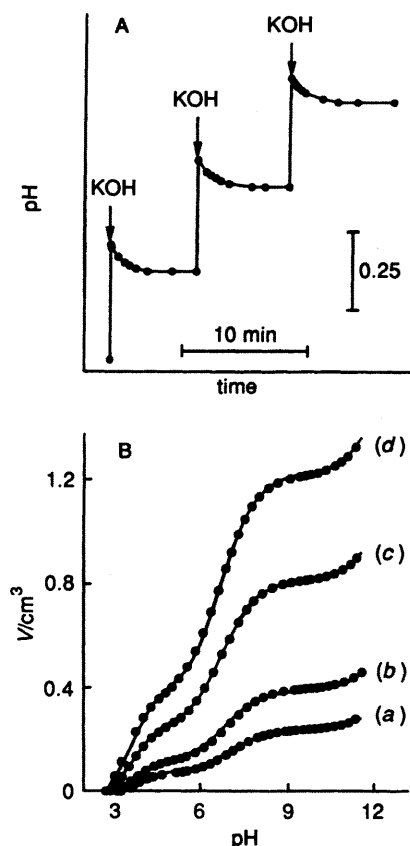 A
KOH
KOH
KOH
pH
0.25
10 min
time
B
V/cm³
1.2
0.8
0.4
0
(d)
(c)
(b)
(a)
3
6
9
12
pH